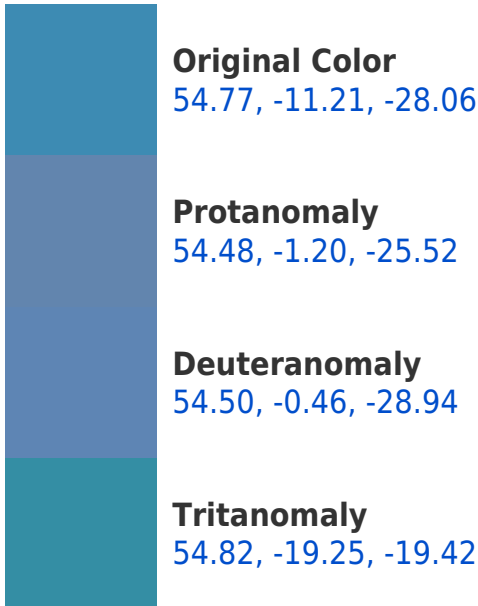 Original Color
54.77, -11.21, -28.06
Protanomaly
54.48, -1.20, -25.52
Deuteranomaly
54.50, -0.46, -28.94
Tritanomaly
54.82, -19.25, -19.42